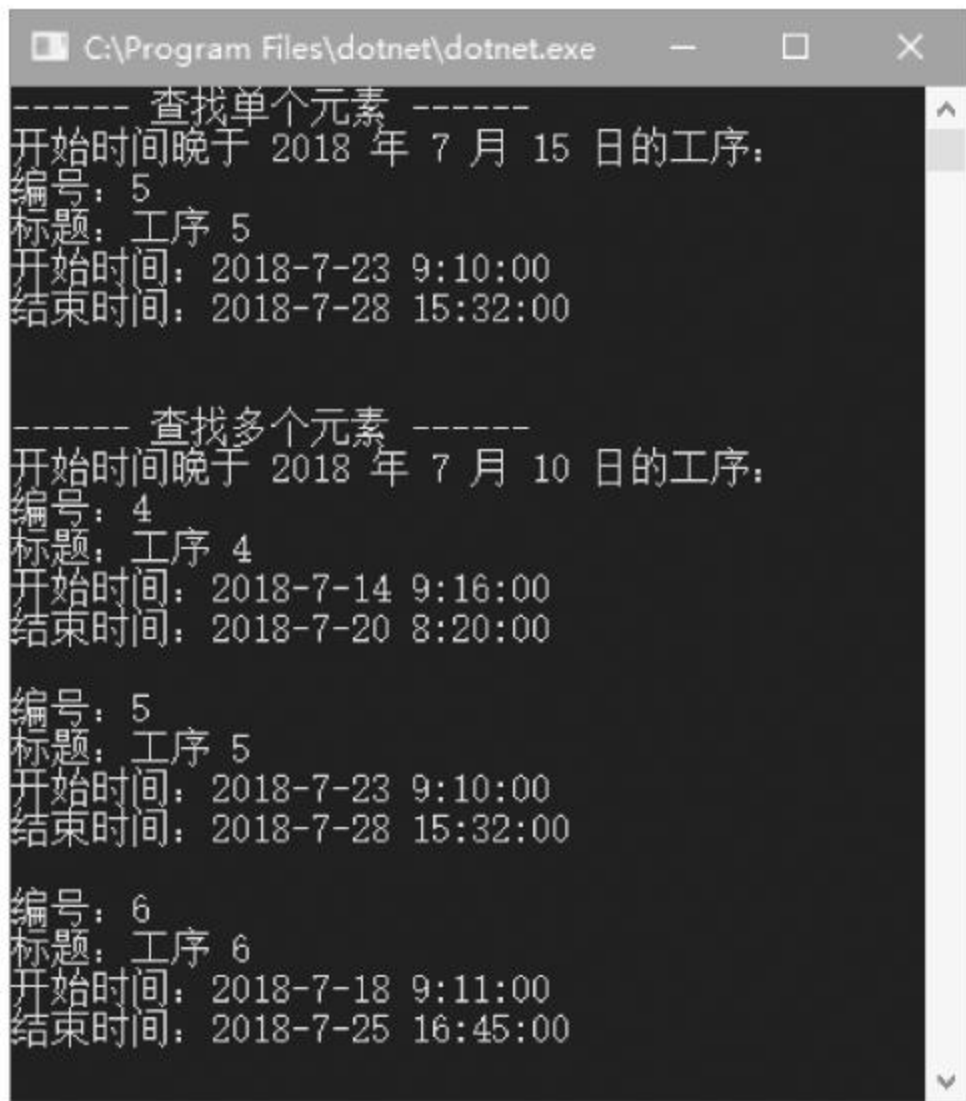 C:\Program Files\dotnet\dotnet.exe
------ 查找单个元素 ------
开始时间晚于 2018 年 7 月 15 日的工序：
编号：5
标题：工序 5
开始时间：2018-7-23 9:10:00
结束时间：2018-7-28 15:32:00
------ 查找多个元素 ------
开始时间晚于 2018 年 7 月 10 日的工序：
编号：4
标题：工序 4
开始时间：2018-7-14 9:16:00
结束时间：2018-7-20 8:20:00
编号：5
标题：工序 5
开始时间：2018-7-23 9:10:00
结束时间：2018-7-28 15:32:00
编号：6
标题：工序 6
开始时间：2018-7-18 9:11:00
结束时间：2018-7-25 16:45:00